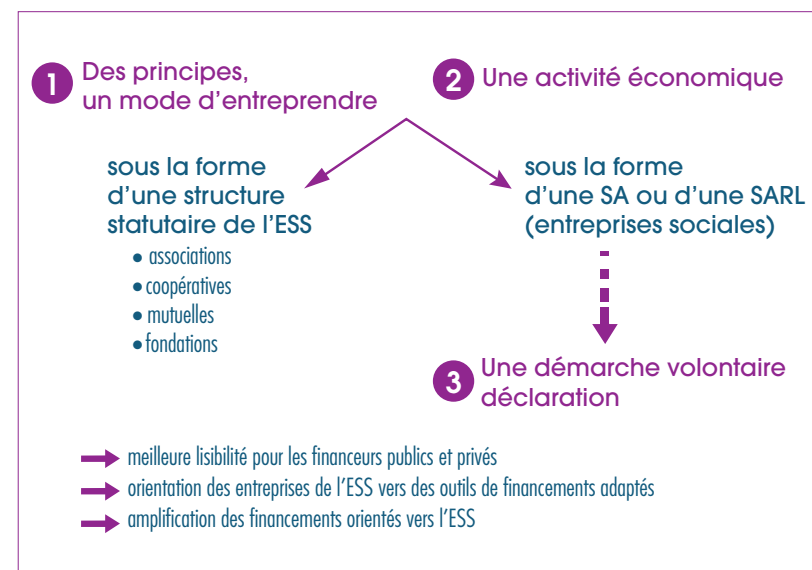 1 Des principes,
un mode d'entreprendre
2 Une activité économique
sous la forme
d'une structure
statutaire de l'ESS
• associations
• coopératives
• mutuelles
• fondations
sous la forme
d'une SA ou d'une SARL
(entreprises sociales)
3 Une démarche volontaire
déclaration
meilleure lisibilité pour les financeurs publics et privés
orientation des entreprises de l'ESS vers des outils de financements adaptés
amplification des financements orientés vers l'ESS